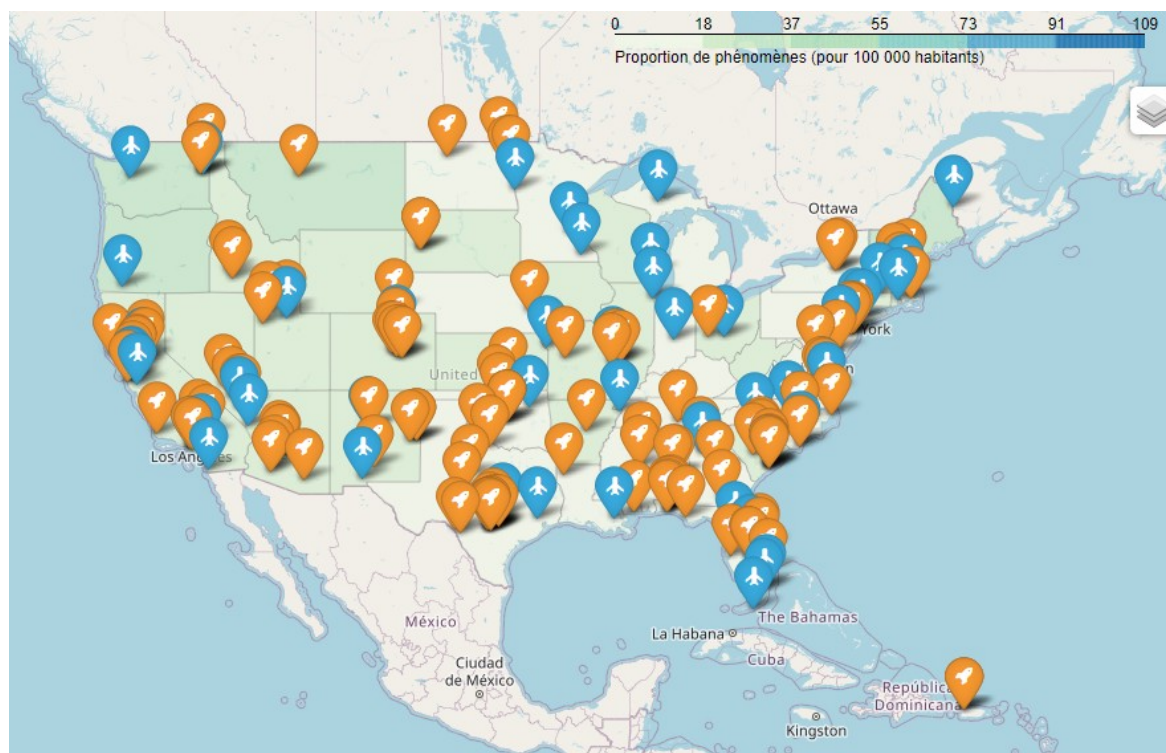 0 18 37 55 73 91 109
Proportion de phénomènes (pour 100 000 habitants)
Ottawa
York
United
Los Angeles
The Bahamas
La Habana
México
Cuba
Ciudad
de México
República
Dominicana
Kingston